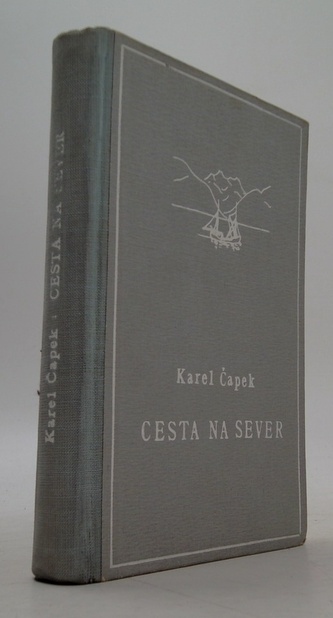 Karel Čapek : CESTA NA SEVER
Karel Čapek
CESTA NA SEVER